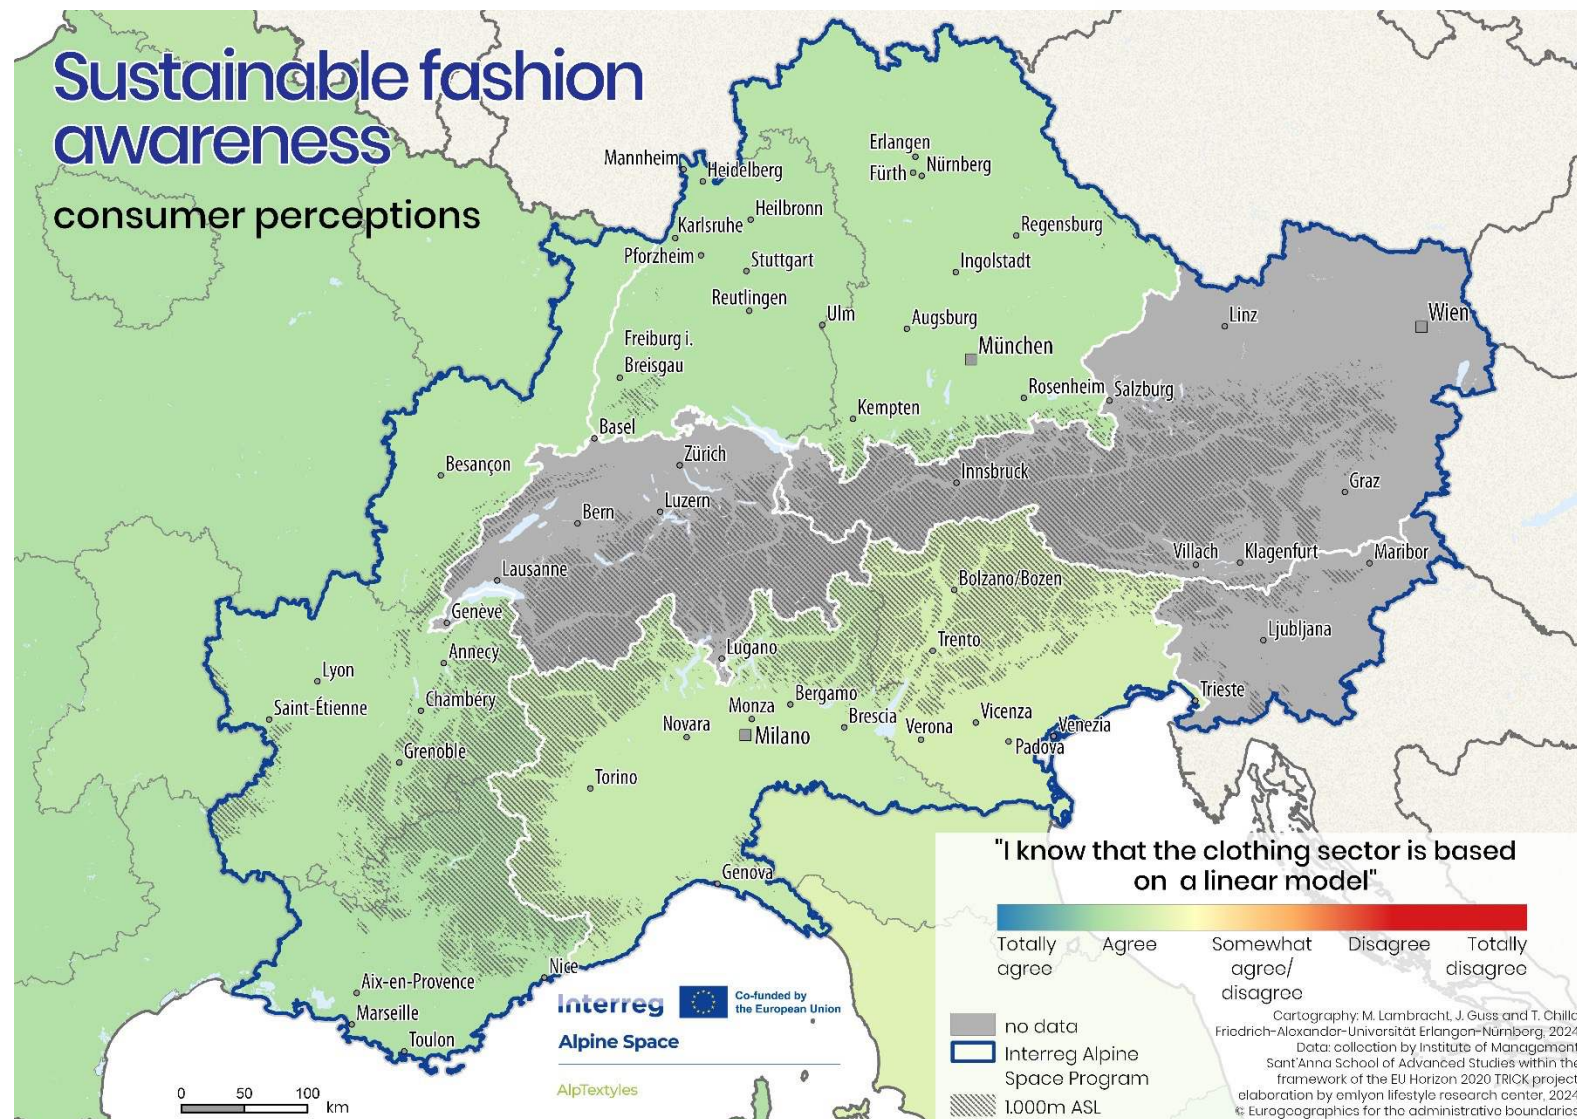 Sustainable fashion
awareness
consumer perceptions
Mannheim
Heidelberg
Erlangen
Fürth
Nürnberg
Heilbronn
Karlsruhe
Regensburg
Pforzheim
Stuttgart
Ingolstadt
Reutlingen
Ulm
Augsburg
Linz
Wien
Freiburg i.
Breisgau
München
Rosenheim
Salzburg
Kempten
Basel
Besançon
Zürich
Innsbruck
Graz
Bern
Luzern
Villach
Klagenfurt
Maribor
Lausanne
Bolzano/Bozen
Genève
Ljubljana
Trento
Lugano
Annecy
Lyon
Chambéry
Saint-Étienne
Bergamo
Monza
Trieste
Novara
Milano
Brescia
Verona
Vicenza
Venezia
Padova
Grenoble
Torino
Genova
Nice
Aix-en-Provence
Marseille
Toulon
"I know that the clothing sector is based
on a linear model"
Totally
agree
Agree
Somewhat
agree/
disagree
Disagree
Totally
disagree
no data
Interreg Alpine
Space Program
1.000m ASL
Interreg
Co-funded by
the European Union
Alpine Space
AlpTextyles
0 50 100
km
Cartography: M. Lambracht, J. Guss and T. Chilla
Friedrich-Alexander-Universität Erlangen-Nürnberg, 2024
Data: collection by Institute of Management
Sant'Anna School of Advanced Studies within the
framework of the EU Horizon 2020 TRICK project
elaboration by emlyon lifestyle research center, 2024
© Eurogeographics for the administrative boundaries